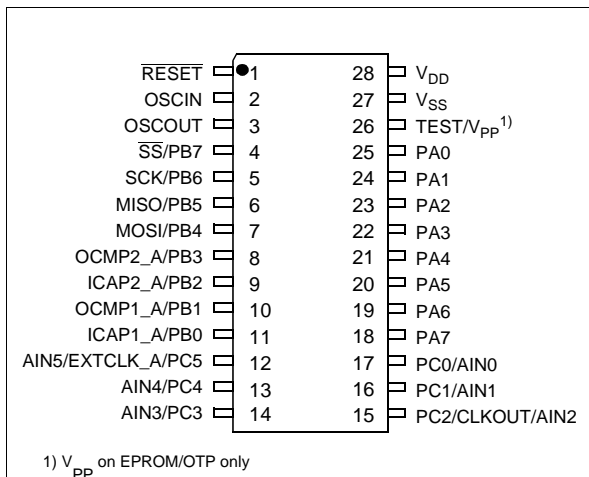 RESET 1 28 VDD
OSCIN 2 27 VSS
OSCOUT 3 26 TEST/VPP1)
SS/PB7 4 25 PA0
SCK/PB6 5 24 PA1
MISO/PB5 6 23 PA2
MOSI/PB4 7 22 PA3
OCMP2_A/PB3 8 21 PA4
ICAP2_A/PB2 9 20 PA5
OCMP1_A/PB1 10 19 PA6
ICAP1_A/PB0 11 18 PA7
AIN5/EXTCLK_A/PC5 12 17 PC0/AIN0
AIN4/PC4 13 16 PC1/AIN1
AIN3/PC3 14 15 PC2/CLKOUT/AIN2
1) VPP on EPROM/OTP only